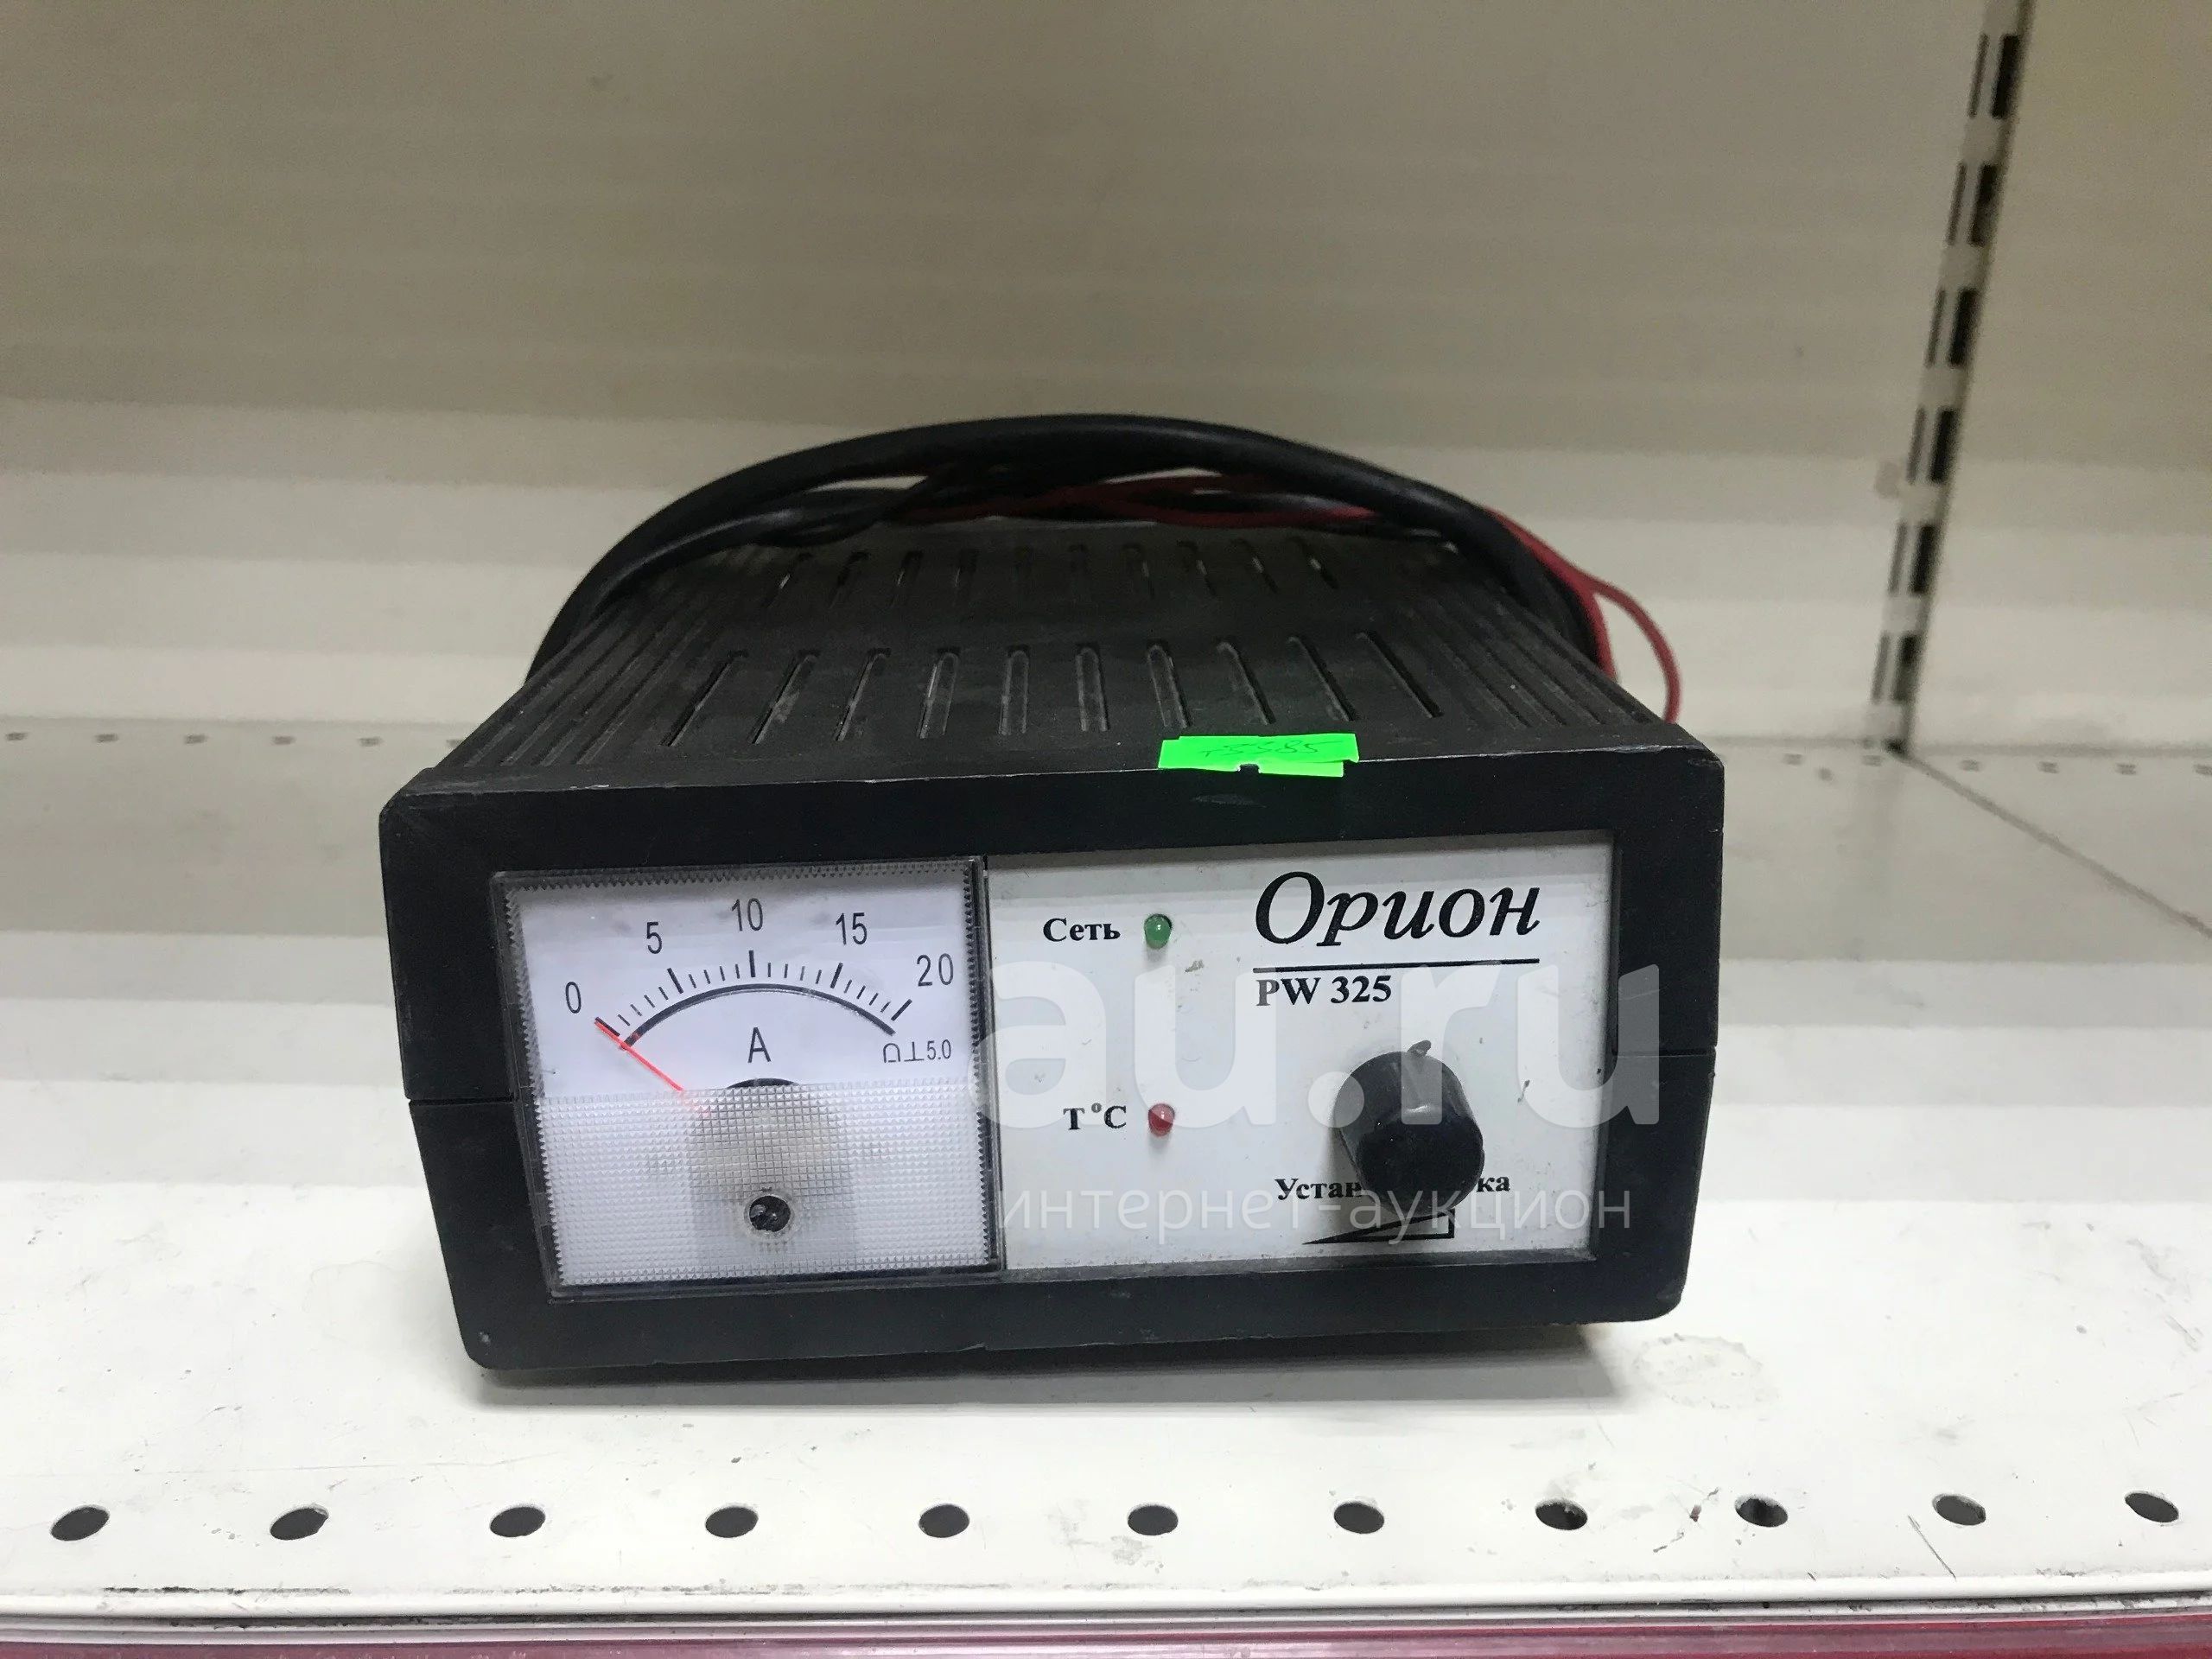 0 5 10 15 20
A
5.0
Сеть
Орион
PW 325
T°C
au.ru
интернет-аукцион